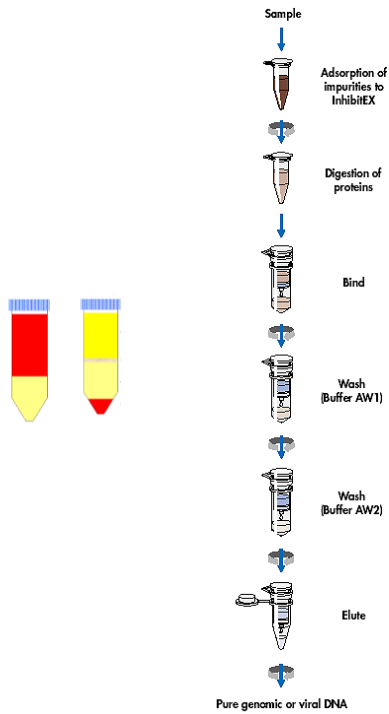 Sample
Adsorption of
impurities to
InhibitEX
Digestion of
proteins
Bind
Wash
(Buffer AW1)
Wash
(Buffer AW2)
Elute
Pure genomic or viral DNA